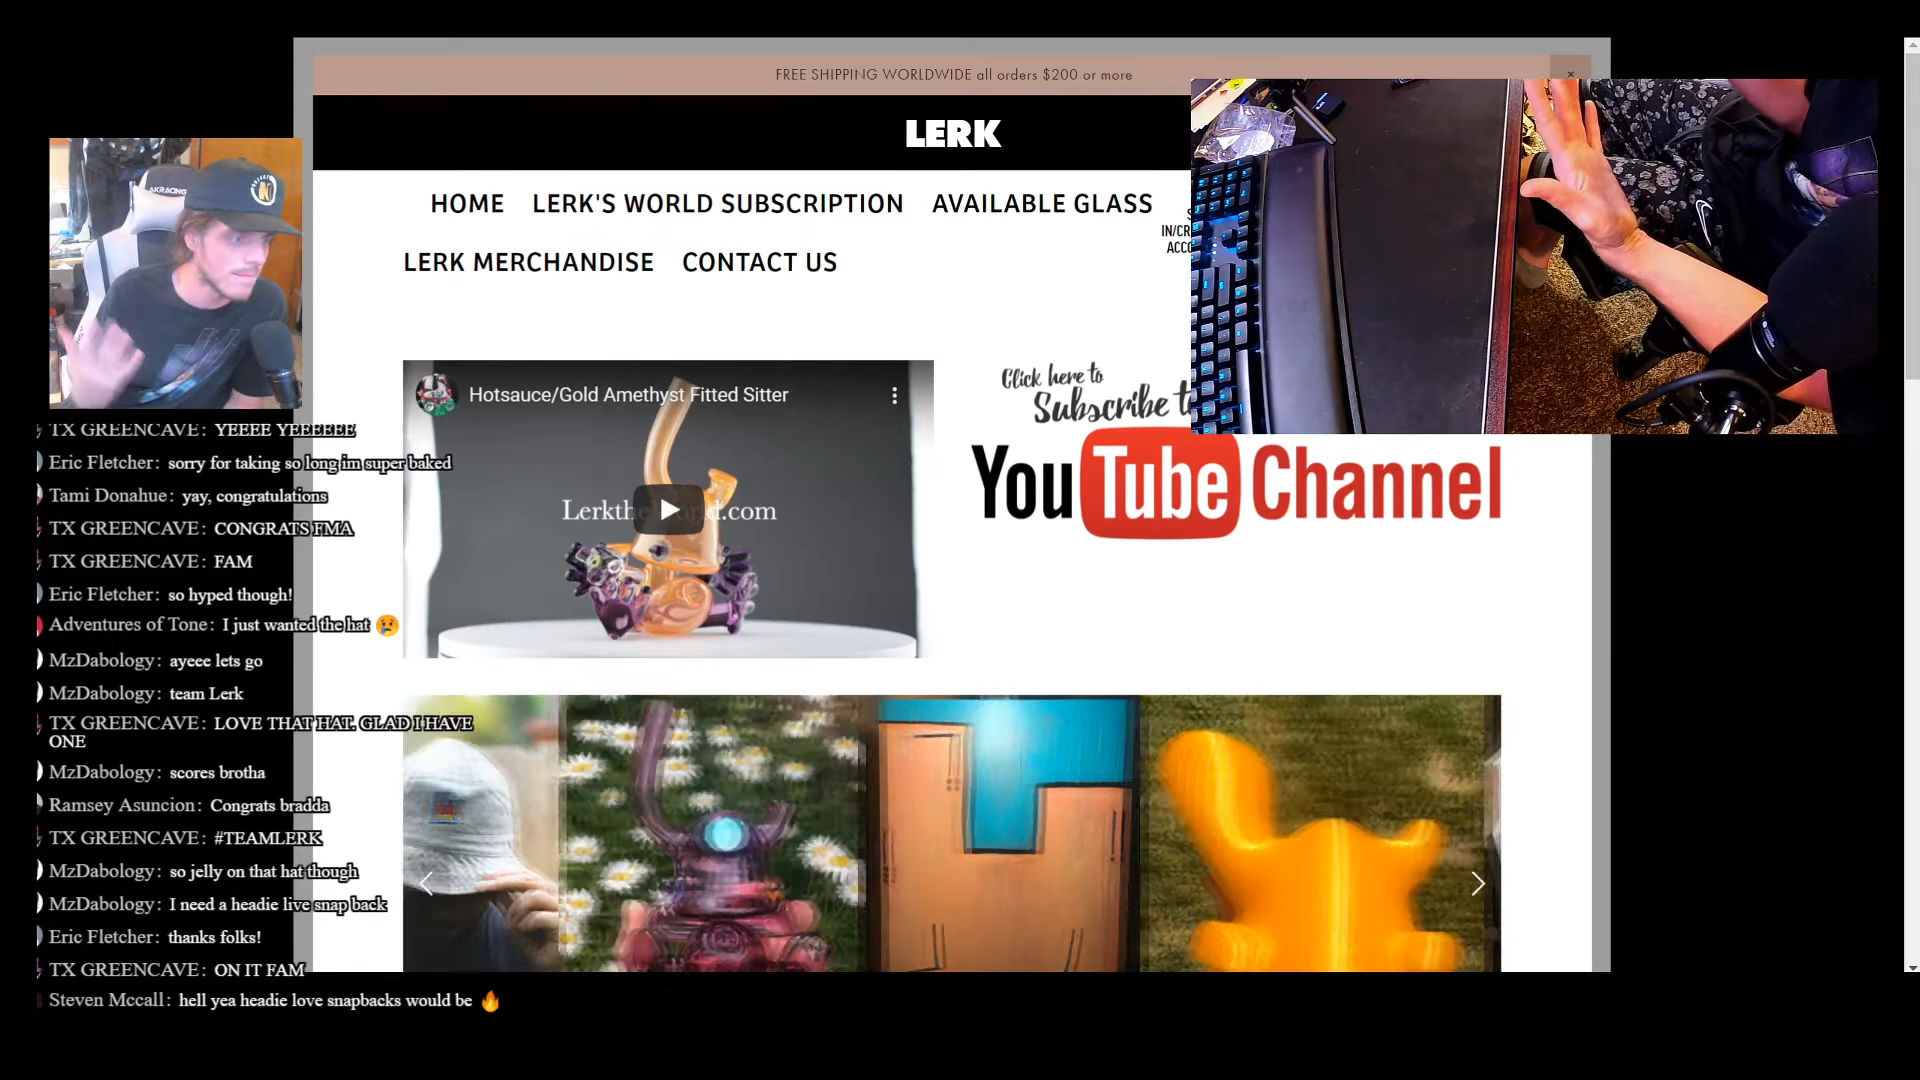 FREE SHIPPING WORLDWIDE all orders $200 or more
×
LERK
HOME LERK'S WORLD SUBSCRIPTION AVAILABLE GLASS
LERK MERCHANDISE CONTACT US
AKRACING
Hotsauce/Gold Amethyst Fitted Sitter
Click here to
Subscribe
YouTube Channel
TX GREENCAVE: YEEEE YEEEEEE
Eric Fletcher: sorry for taking so long im super baked
Tami Donahue: yay, congratulations
TX GREENCAVE: CONGRATS FMA
TX GREENCAVE: FAM
Eric Fletcher: so hyped though!
Adventures of Tone: I just wanted the hat 😢
MzDabology: ayeee lets go
MzDabology: team Lerk
TX GREENCAVE: LOVE THAT HAT. GLAD I HAVE
ONE
MzDabology: scores brotha
Ramsey Asuncion: Congrats bradda
TX GREENCAVE: #TEAMLERK
MzDabology: so jelly on that hat though
MzDabology: I need a headie live snap back
Eric Fletcher: thanks folks!
TX GREENCAVE: ON IT FAM
Steven Mccall: hell yea headie love snapbacks would be 🔥